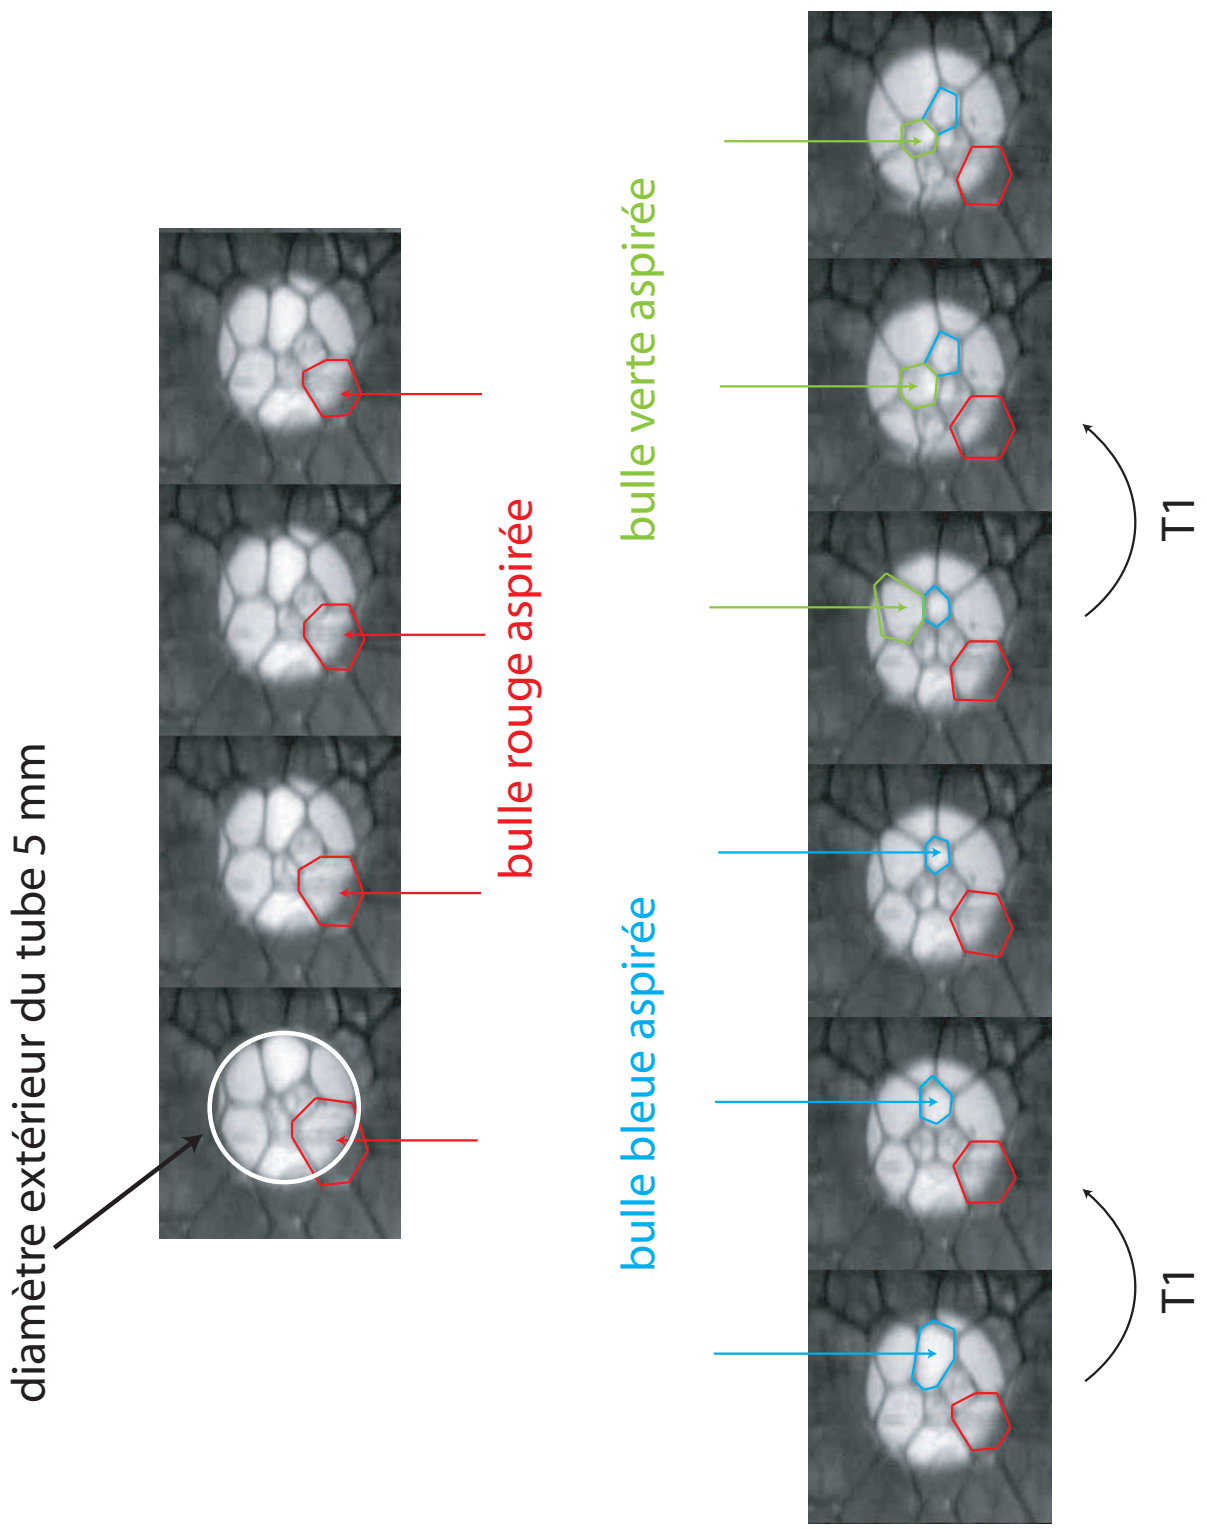 diamètre extérieur du tube 5 mm
bulle rouge aspirée
bulle bleue aspirée
bulle verte aspirée
T1
T1